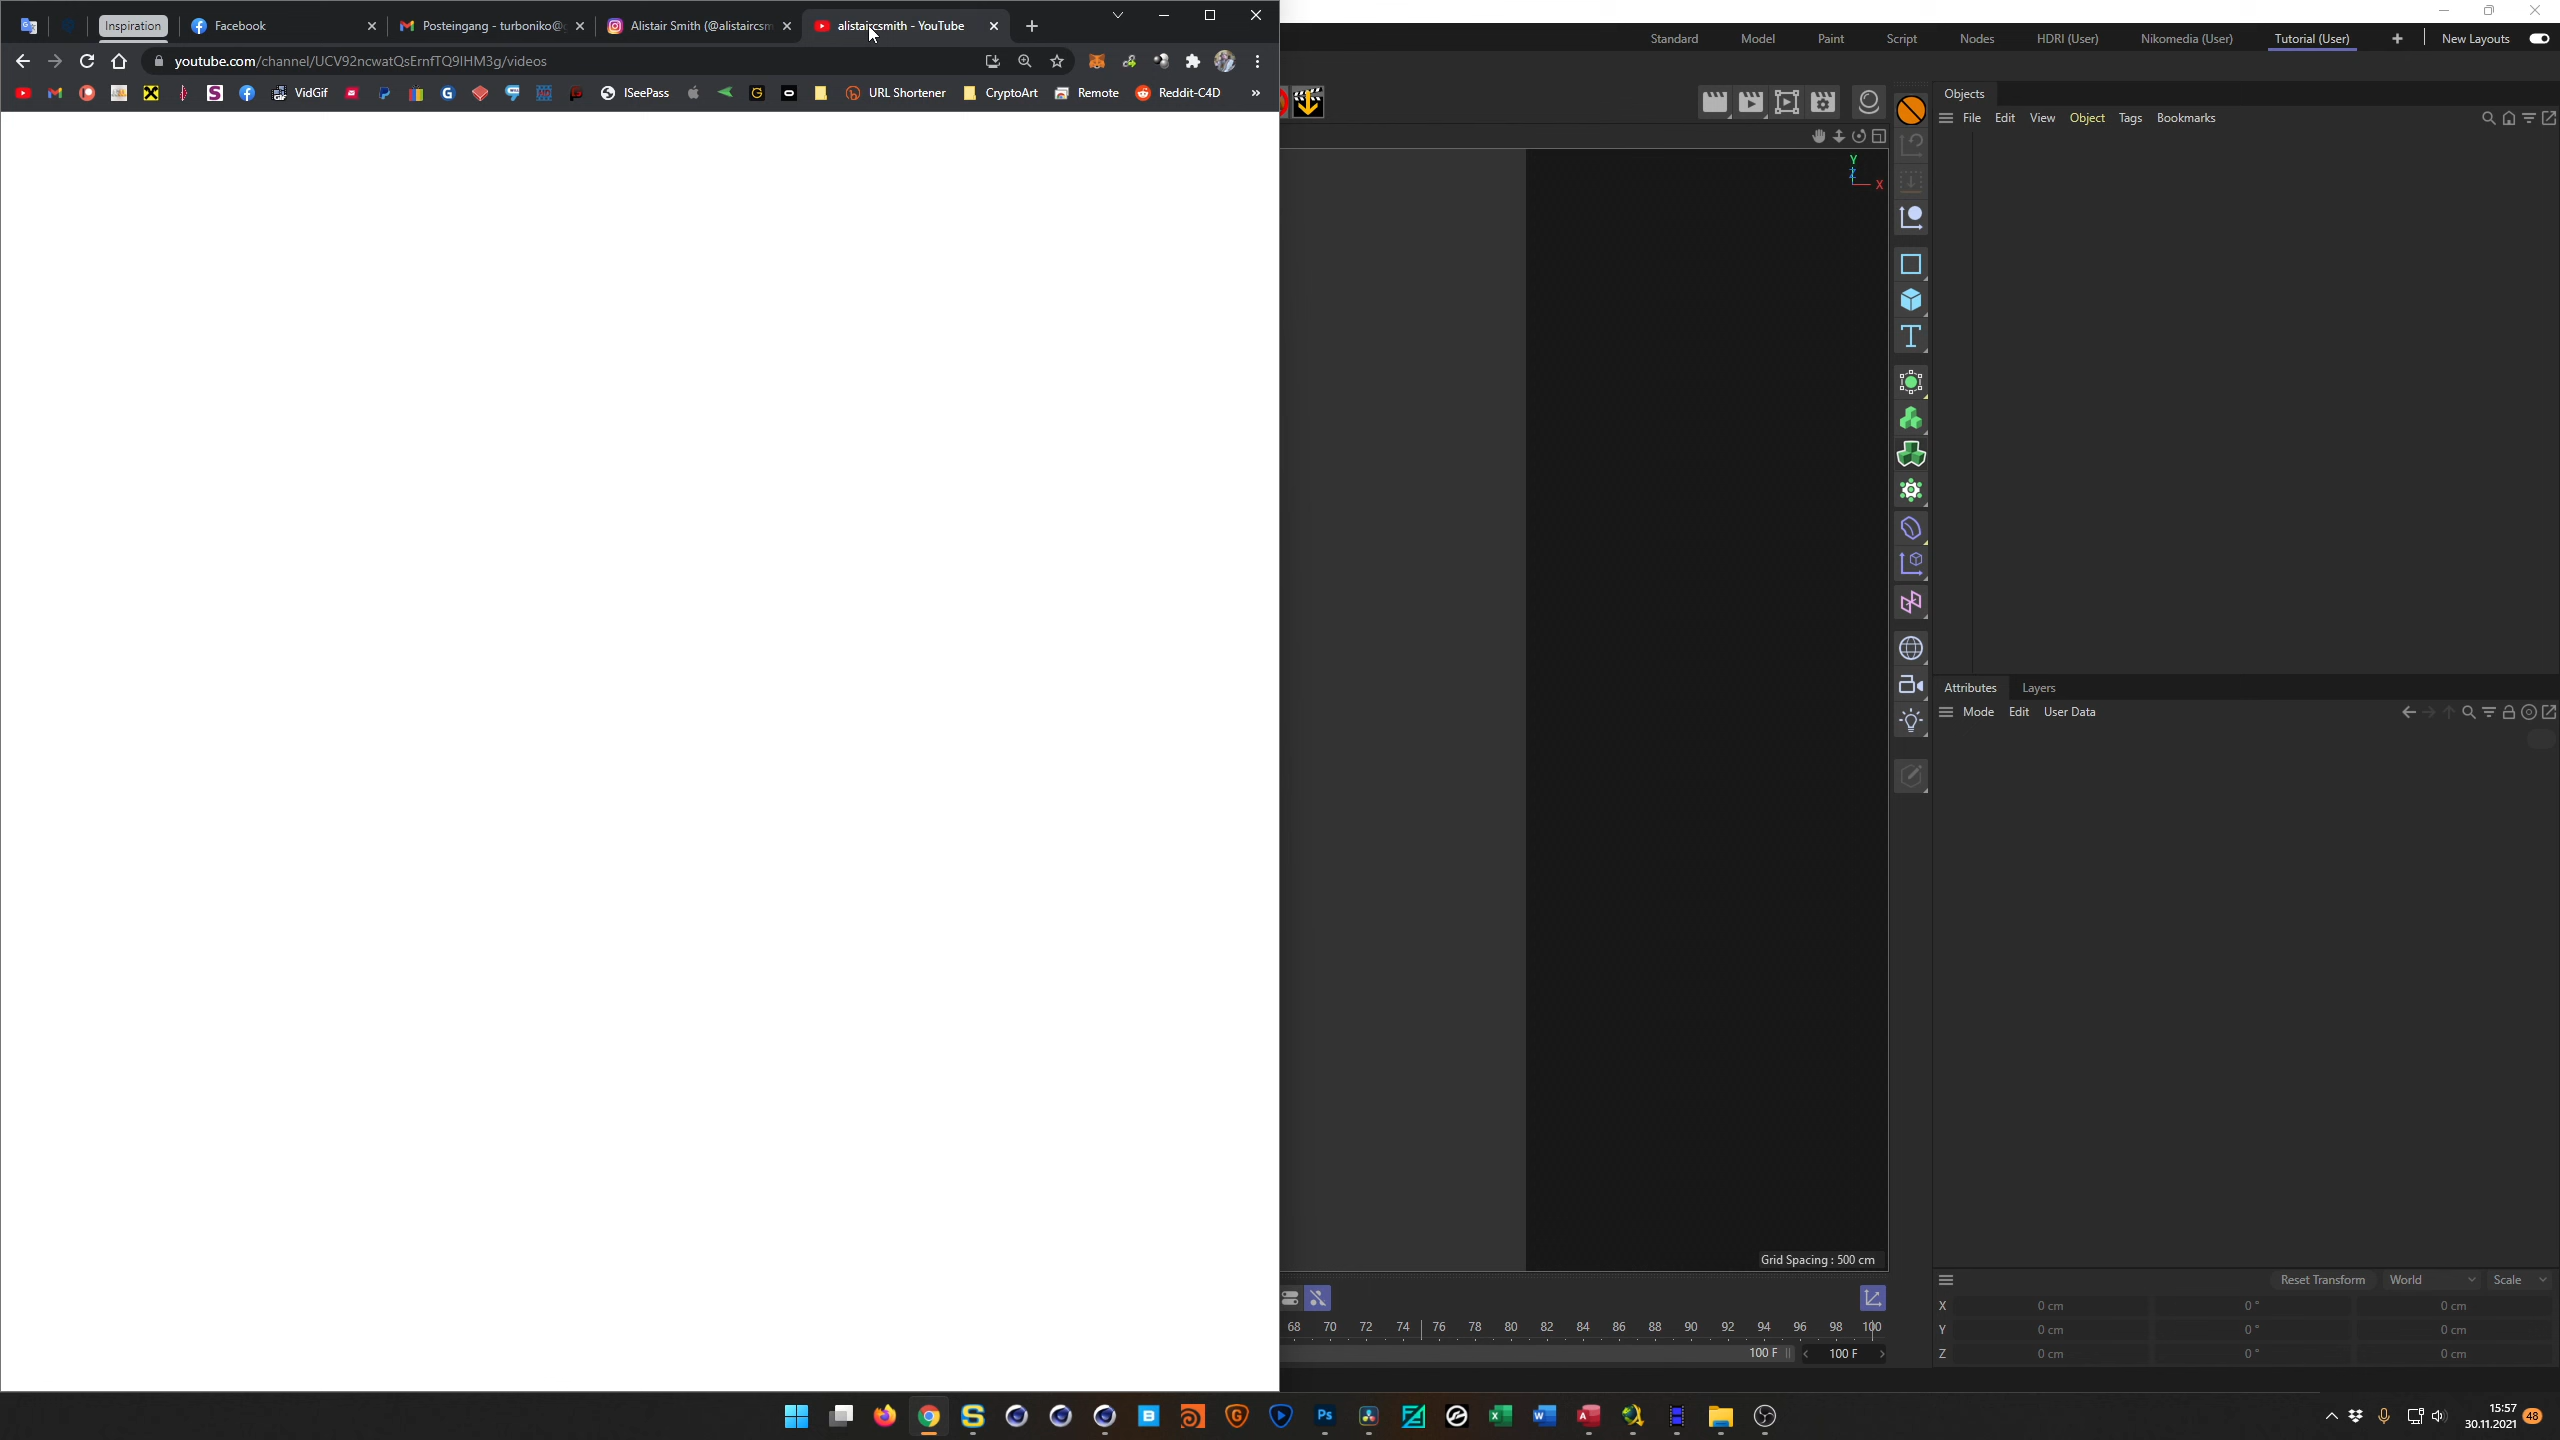 Inspiration Facebook Posteingang - turboniko@g Alistair Smith (@alistaircsm alistaircsmith - YouTube
youtube.com/channel/UCV92ncwatQsErnfTQ9IHM3g/videos
VidGif ISeePass URL Shortener CryptoArt Remote Reddit-C4D »
Standard Model Paint Script Nodes HDRI (User) Nikomedia (User) Tutorial (User) + New Layouts
Objects
File Edit View Object Tags Bookmarks
Y
Z
X
Attributes Layers
Mode Edit User Data
Grid Spacing : 500 cm
68 70 72 74 76 78 80 82 84 86 88 90 92 94 96 98 100
100 F 100 F
Reset Transform World Scale
X 0 cm 0 ° 0 cm
Y 0 cm 0 ° 0 cm
Z 0 cm 0 ° 0 cm
Ps
15:57
30.11.2021
48